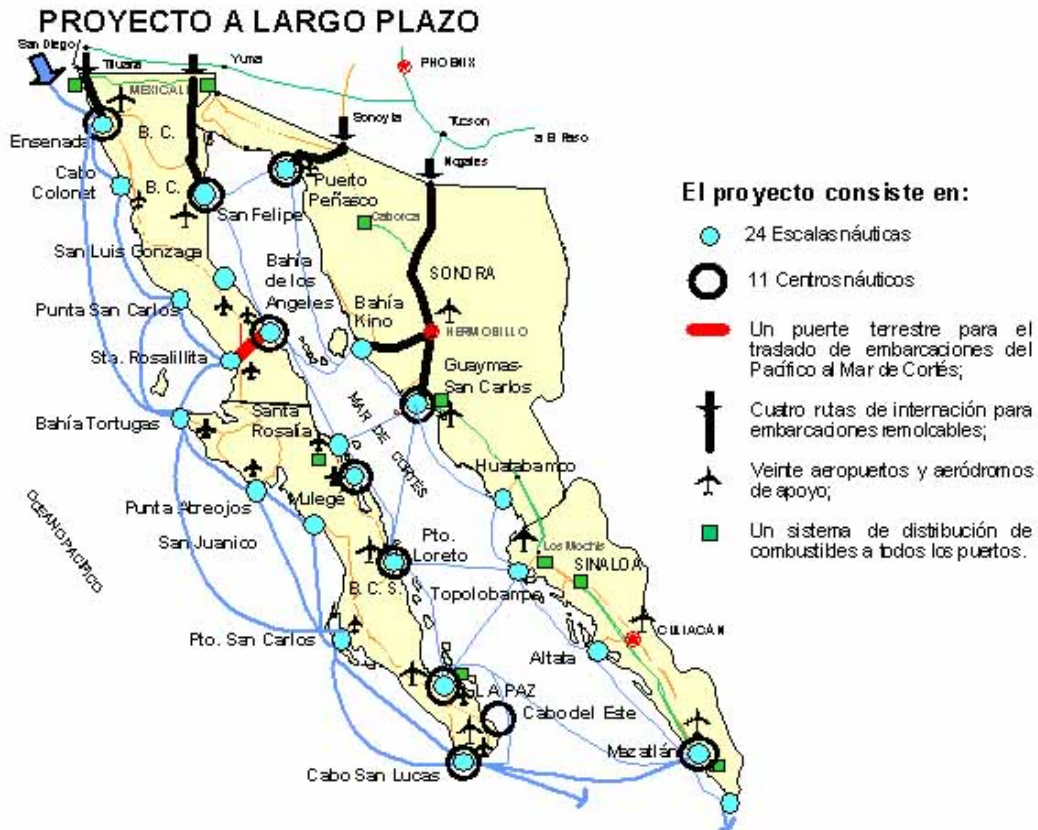 PROYECTO A LARGO PLAZO
San Diego
Tijuana
Yuma
PHOENIX
MEXICALI
Sonoyta
Tucson
a El Paso
Nogales
Ensenada
B. C.
Cabo
Colonet
B. C.
San Felipe
Puerto
Peñasco
Caborca
San Luis Gonzaga
Bahía
de los
Angeles
SONORA
Punta San Carlos
Bahía
Kino
HERMOSILLO
Sta. Rosalillita
Guaymas-
San Carlos
Bahía Tortugas
Santa
Rosalía
MAR DE CORTÉS
Huatabampo
Mulegé
Punta Abreojos
San Juanico
OCEANO PACÍFICO
Pto.
Loreto
Los Mochis
SINALOA
B. C. S.
Topolobampo
Pto. San Carlos
CULIACÁN
Altata
LA PAZ
Cabo del Este
Mazatlán
Cabo San Lucas
El proyecto consiste en:
24 Escalas náuticas
11 Centros náuticos
Un puerte terrestre para el
traslado de embarcaciones del
Pacífico al Mar de Cortés;
Cuatro rutas de internación para
embarcaciones remolcables;
Veinte aeropuertos y aeródromos
de apoyo;
Un sistema de distribución de
combustibles a todos los puertos.